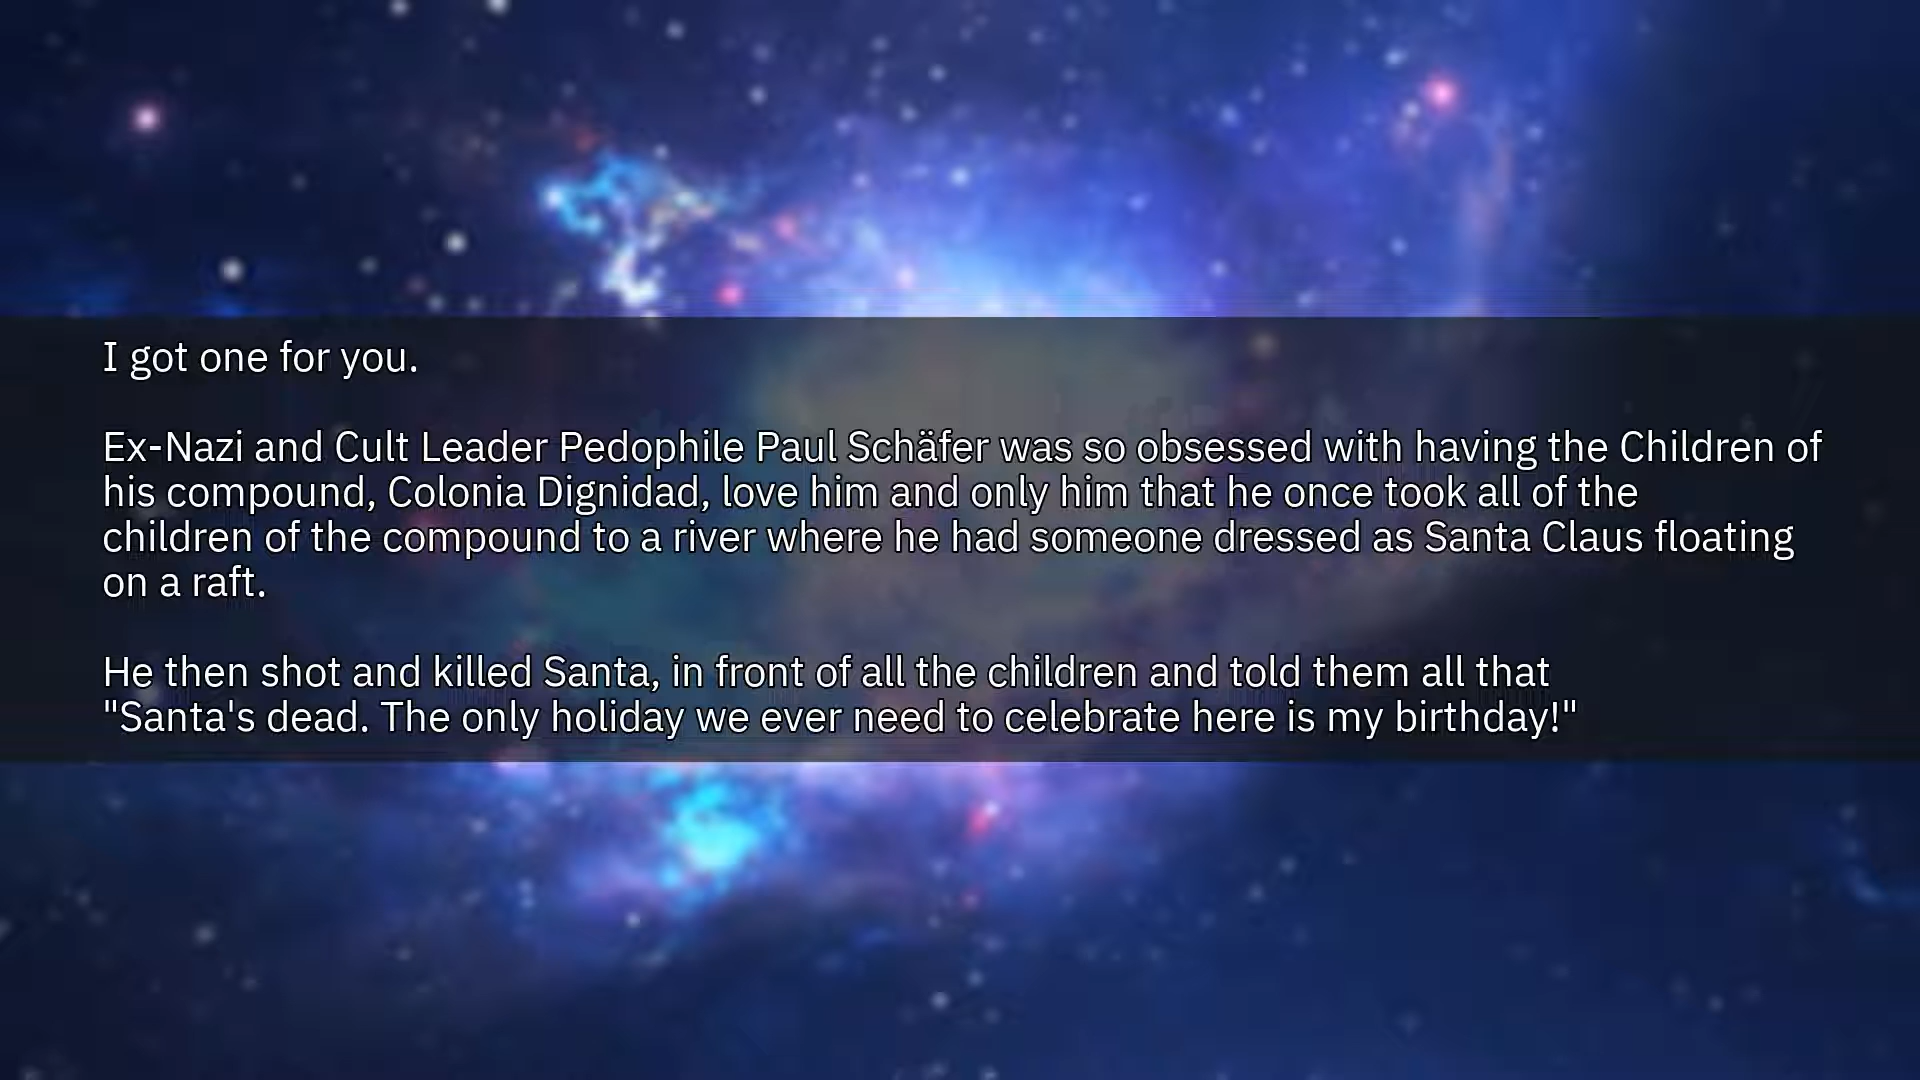 I got one for you.
Ex-Nazi and Cult Leader Pedophile Paul Schäfer was so obsessed with having the Children of
his compound, Colonia Dignidad, love him and only him that he once took all of the
children of the compound to a river where he had someone dressed as Santa Claus floating
on a raft.
He then shot and killed Santa, in front of all the children and told them all that
"Santa's dead. The only holiday we ever need to celebrate here is my birthday!"